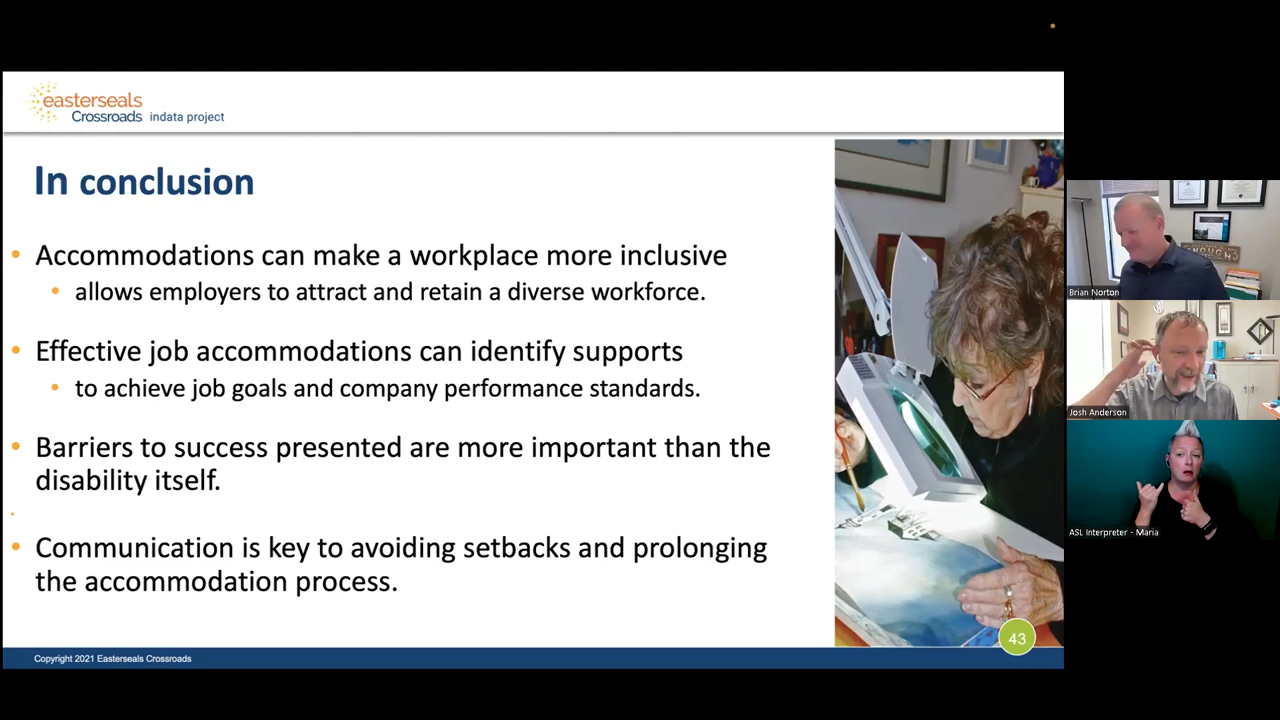 easterseals
Crossroads indata project
In conclusion
• Accommodations can make a workplace more inclusive
• allows employers to attract and retain a diverse workforce.
• Effective job accommodations can identify supports
• to achieve job goals and company performance standards.
• Barriers to success presented are more important than the
disability itself.
• Communication is key to avoiding setbacks and prolonging
the accommodation process.
43
Copyright 2021 Easterseals Crossroads
Brian Norton
Josh Anderson
ASL Interpreter - Maria